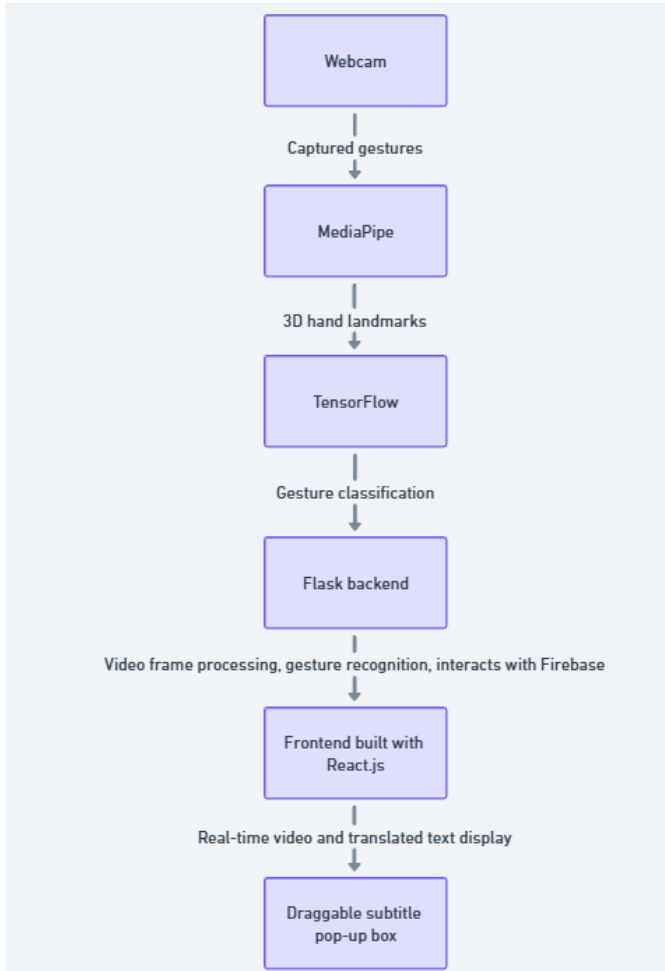 Webcam
Captured gestures
MediaPipe
3D hand landmarks
TensorFlow
Gesture classification
Flask backend
Video frame processing, gesture recognition, interacts with Firebase
Frontend built with
React.js
Real-time video and translated text display
Draggable subtitle
pop-up box